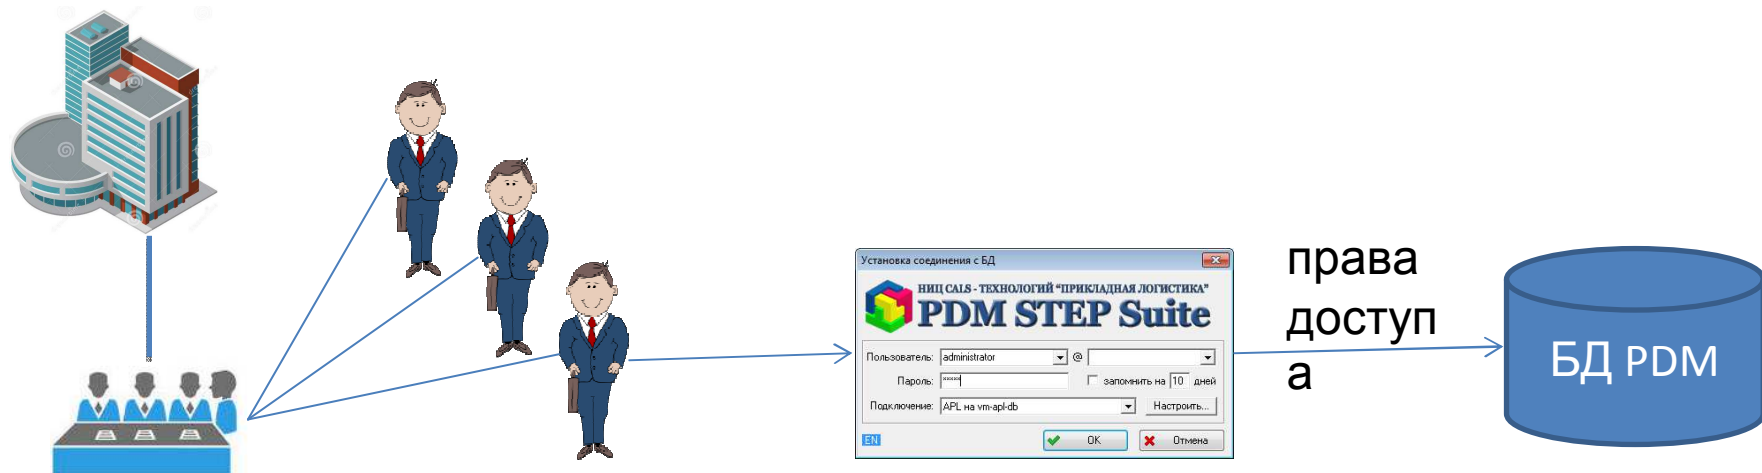 Установка соединения с БД
НИЦ CALS - ТЕХНОЛОГИЙ "ПРИКЛАДНАЯ ЛОГИСТИКА"
PDM STEP Suite
Пользователь: administrator @
Пароль: ***** запомнить на 10 дней
Подключение: APL на vm-apl-db Настроить...
EN OK Отмена
права
доступ
а
БД PDM